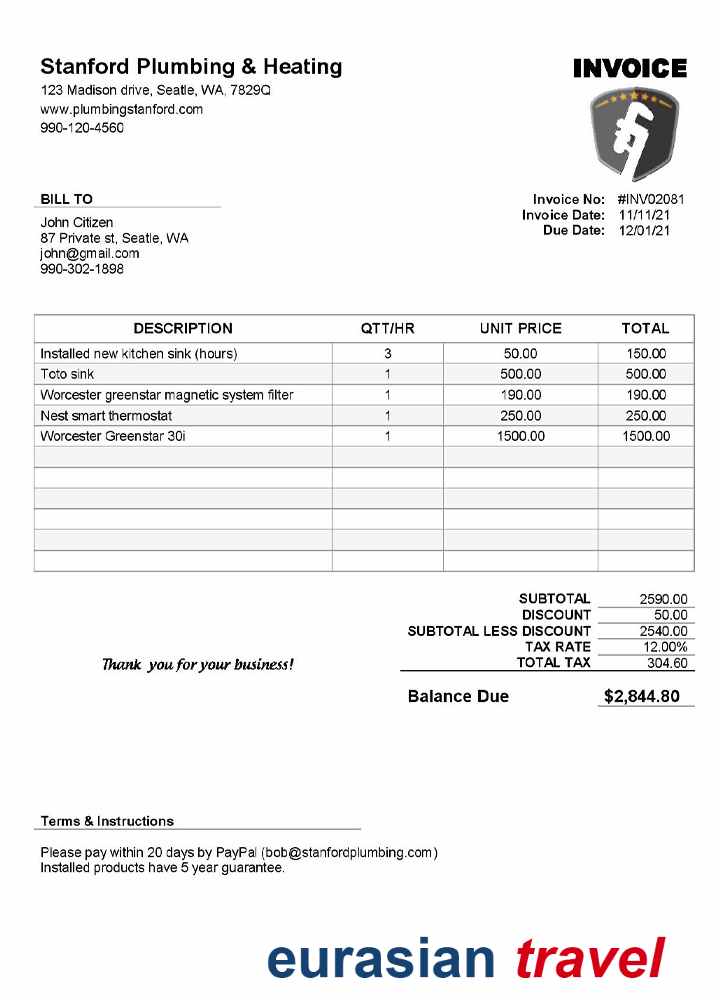 Stanford Plumbing & Heating
INVOICE
123 Madison drive, Seatle, WA, 7829Q
www.plumbingstanford.com
990-120-4560
BILL TO
Invoice No: #INV02081
John Citizen
Invoice Date: 11/11/21
87 Private st, Seatle, WA
Due Date: 12/01/21
john@gmail.com
990-302-1898
DESCRIPTION QTT/HR UNIT PRICE TOTAL
Installed new kitchen sink (hours) 3 50.00 150.00
Toto sink 1 500.00 500.00
Worcester greenstar magnetic system filter 1 190.00 190.00
Nest smart thermostat 1 250.00 250.00
Worcester Greenstar 30i 1 1500.00 1500.00
SUBTOTAL 2590.00
DISCOUNT 50.00
SUBTOTAL LESS DISCOUNT 2540.00
TAX RATE 12.00%
Thank you for your business!
TOTAL TAX 304.60
Balance Due $2,844.80
Terms & Instructions
Please pay within 20 days by PayPal (bob@stanfordplumbing.com)
Installed products have 5 year guarantee.
eurasian travel